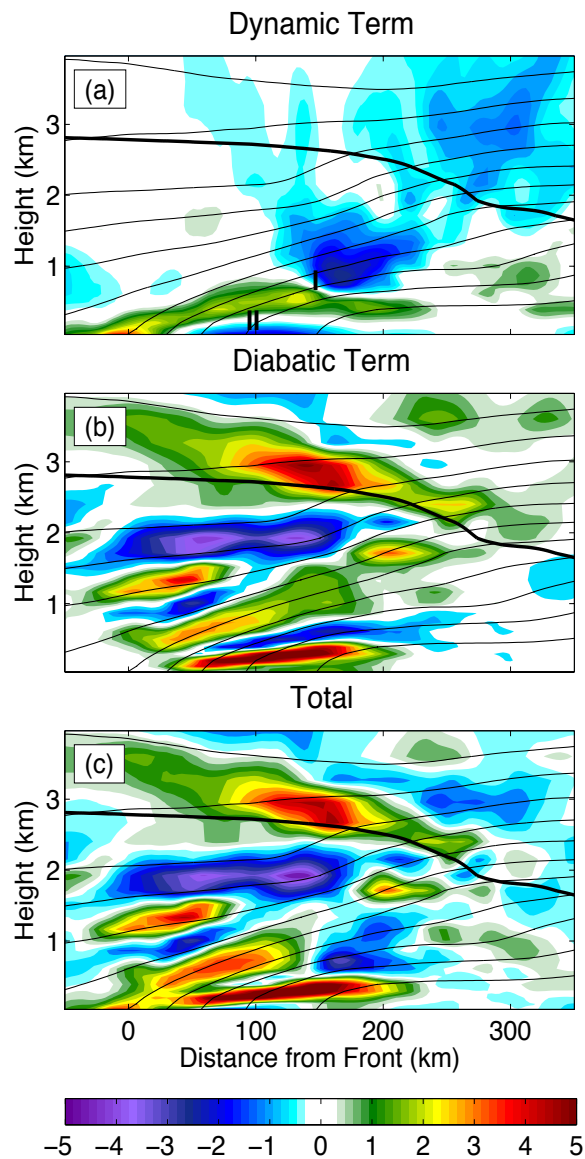 Dynamic Term
(a)
3
2
1
Height (km)
I
II
Diabatic Term
(b)
3
2
1
Height (km)
Total
(c)
3
2
1
Height (km)
0 100 200 300
Distance from Front (km)
−5 −4 −3 −2 −1 0 1 2 3 4 5